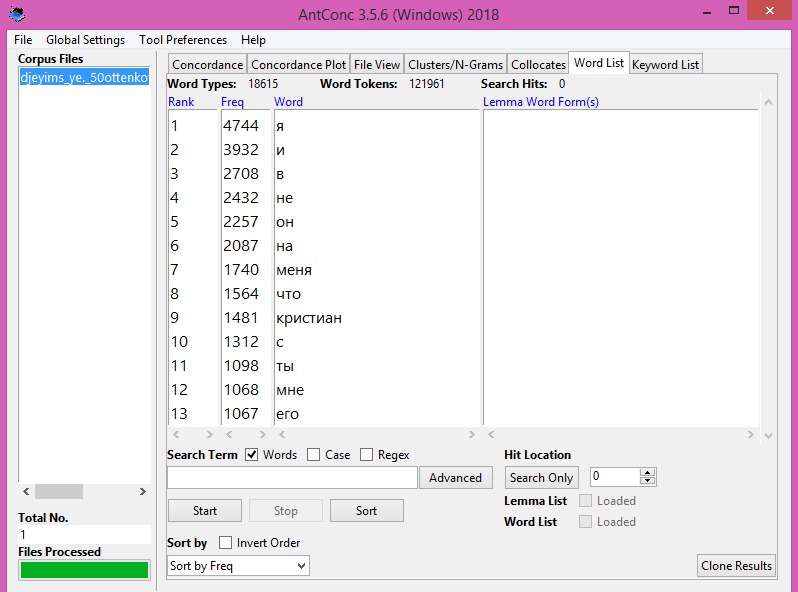 AntConc 3.5.6 (Windows) 2018
File Global Settings Tool Preferences Help
Corpus Files
djeyims_ye._50ottenko
Concordance Concordance Plot File View Clusters/N-Grams Collocates Word List Keyword List
Word Types: 18615 Word Tokens: 121961 Search Hits: 0
Rank Freq Word Lemma Word Form(s)
1 4744 я
2 3932 и
3 2708 в
4 2432 не
5 2257 он
6 2087 на
7 1740 меня
8 1564 что
9 1481 кристиан
10 1312 с
11 1098 ты
12 1068 мне
13 1067 его
Search Term Words Case Regex Hit Location
Advanced Search Only 0
Start Stop Sort Lemma List Loaded
Word List Loaded
Total No.
1
Files Processed
Sort by Invert Order
Sort by Freq Clone Results